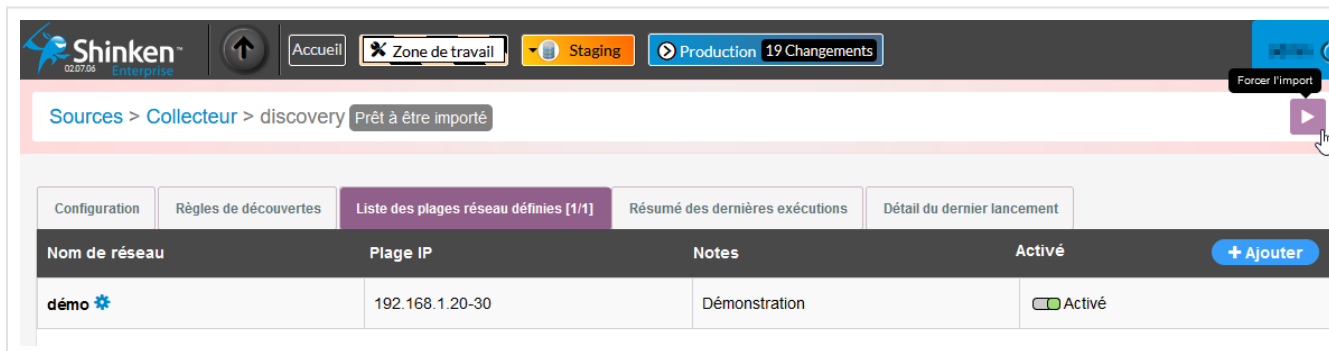 Shinken™
02.07.06 Enterprise
Accueil
Zone de travail
Staging
Production 19 Changements
Forcer l'import
Sources > Collecteur > discovery Prêt à être importé
Configuration
Règles de découvertes
Liste des plages réseau définies [1/1]
Résumé des dernières exécutions
Détail du dernier lancement
Nom de réseau Plage IP Notes Activé + Ajouter
démo 192.168.1.20-30 Démonstration Activé